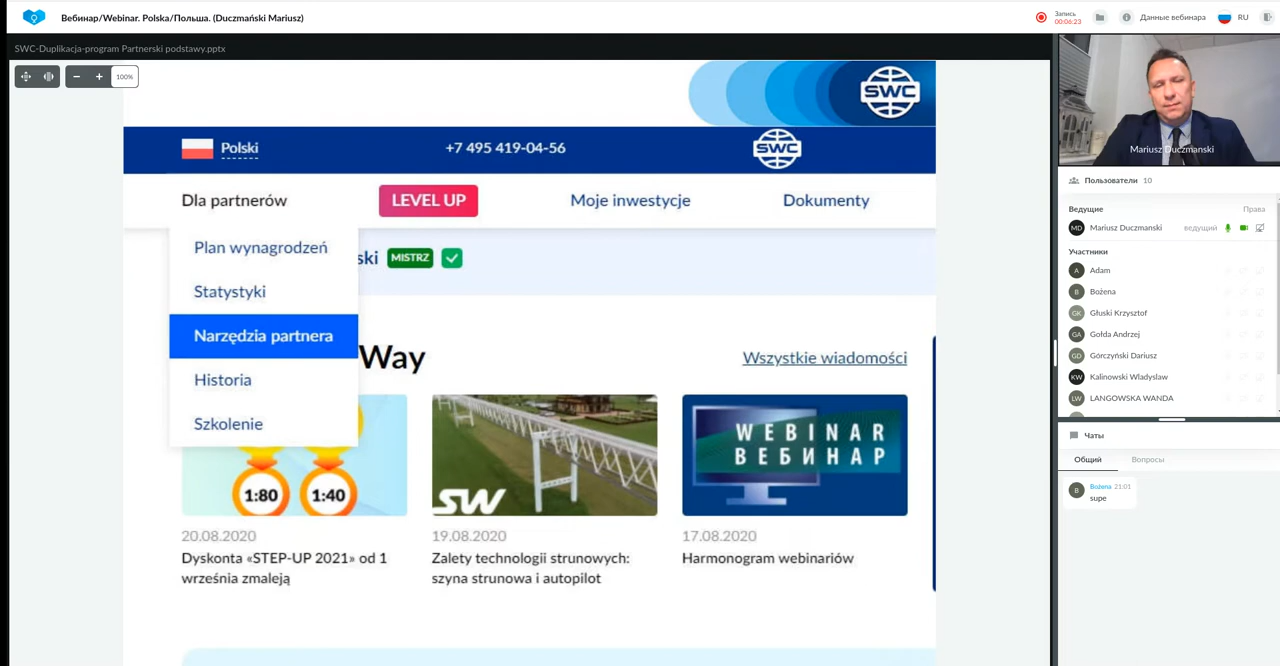 Вебинар/Webinar. Polska/Польша. (Duczmański Mariusz)
Запись
00:06:23
Данные вебинара
RU
SWC-Duplikacja-program Partnerski podstawy.pptx
100%
SWC
Polski
+7 495 419-04-56
SWC
Dla partnerów
LEVEL UP
Moje inwestycje
Dokumenty
Plan wynagrodzeń
Statystyki
Narzędzia partnera
Historia
Szkolenie
ski
MISTRZ
Way
Wszystkie wiadomości
1:80
1:40
SW
WEBINAR
ВЕБИНАР
20.08.2020
Dyskonta «STEP-UP 2021» od 1
września zmaleją
19.08.2020
Zalety technologii strunowych:
szyna strunowa i autopilot
17.08.2020
Harmonogram webinariów
Mariusz Duczmanski
Пользователи 10
Ведущие
Права
MD Mariusz Duczmanski ведущий
Участники
A Adam
B Bożena
GK Głuski Krzysztof
GA Gołda Andrzej
GD Górczyński Dariusz
KW Kalinowski Wladyslaw
LW LANGOWSKA WANDA
Чаты
Общий
Вопросы
B Bożena 21:01
supe